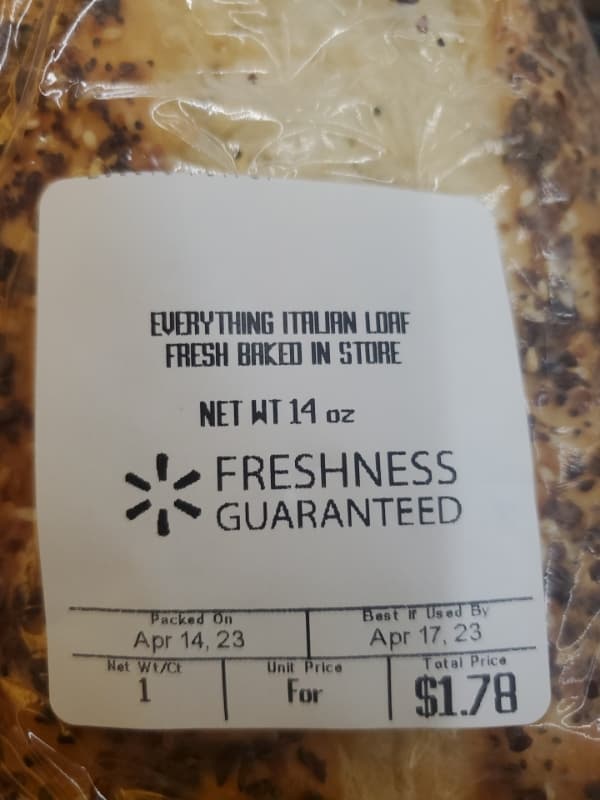 EVERYTHING ITALIAN LOAF
FRESH BAKED IN STORE
NET WT 14 oz
FRESHNESS
GUARANTEED
Packed On Best if Used By
Apr 14, 23 Apr 17, 23
Net Wt/Ct Unit Price Total Price
1 For $1.78